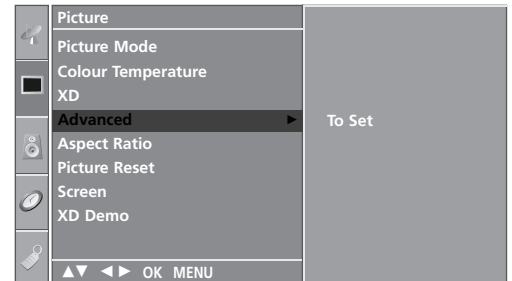 Picture
Picture Mode
Colour Temperature
XD
Advanced ► To Set
Aspect Ratio
Picture Reset
Screen
XD Demo
▲▼ ◄► OK MENU